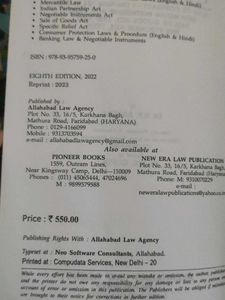 • Mercantile Law
• Indian Partnership Act
• Negotiable Instruments Act
• Sale of Goods Act
• Specific Relief Act
• Consumer Protection Laws & Procedure (English & Hindi)
• Banking Law & Negotiable Instruments
ISBN : 978-93-95759-25-0
EIGHTH EDITION, 2022
Reprint : 2023
Published by
Allahabad Law Agency
Plot No. 33, 16/5, Karkhana Bagh,
Mathura Road, Faridabad (HARYANA)
Phone : 0129-4166099
Mobile : 9313703594
E-mail : allahabadlawagency@gmail.com
Also available at
PIONEER BOOKS
1559, Outram Lines,
Near Kingsway Camp, Delhi–110009
Phones : (011) 45065444, 47024696
M : 9899579588
NEW ERA LAW PUBLICATION
Plot No. 33, 16/5, Karkhana Bagh,
Mathura Road, Faridabad (Haryana)
Phone M: 9310070229
e-mail :
neweralawpublications@yahoo.in
Price : ₹ 550.00
Publishing Rights With : Allahabad Law Agency
Typeset at : Neo Software Consultants, Allahabad.
Printed at : Computata Services, New Delhi – 20
While every effort has been made to avoid any mistake or omission, the
and the printer do not owe any responsibility for any damage or loss to any person
account of error or omission in this publication. The Publishers will be obliged if mistakes
are brought to their notice for corrections in further edition.